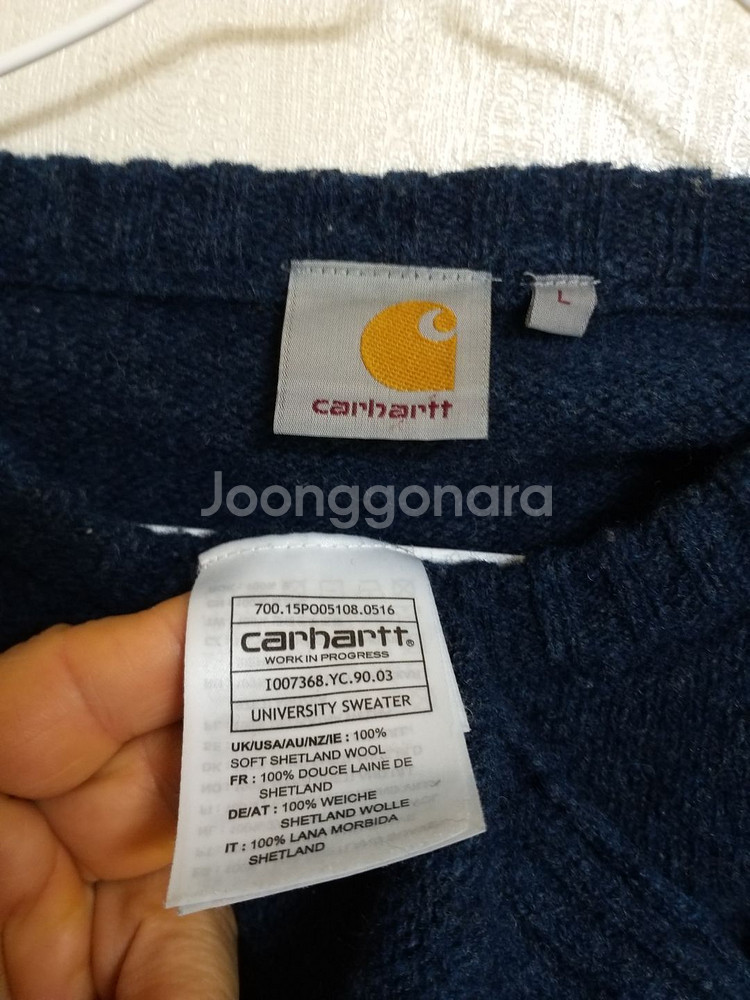 carhartt
L
Joonggonara
700.15PO05108.0516
carhartt®
WORK IN PROGRESS
I007368.YC.90.03
UNIVERSITY SWEATER
UK/USA/AU/NZ/IE : 100%
SOFT SHETLAND WOOL
FR : 100% DOUCE LAINE DE
SHETLAND
DE/AT : 100% WEICHE
SHETLAND WOLLE
IT : 100% LANA MORBIDA
SHETLAND